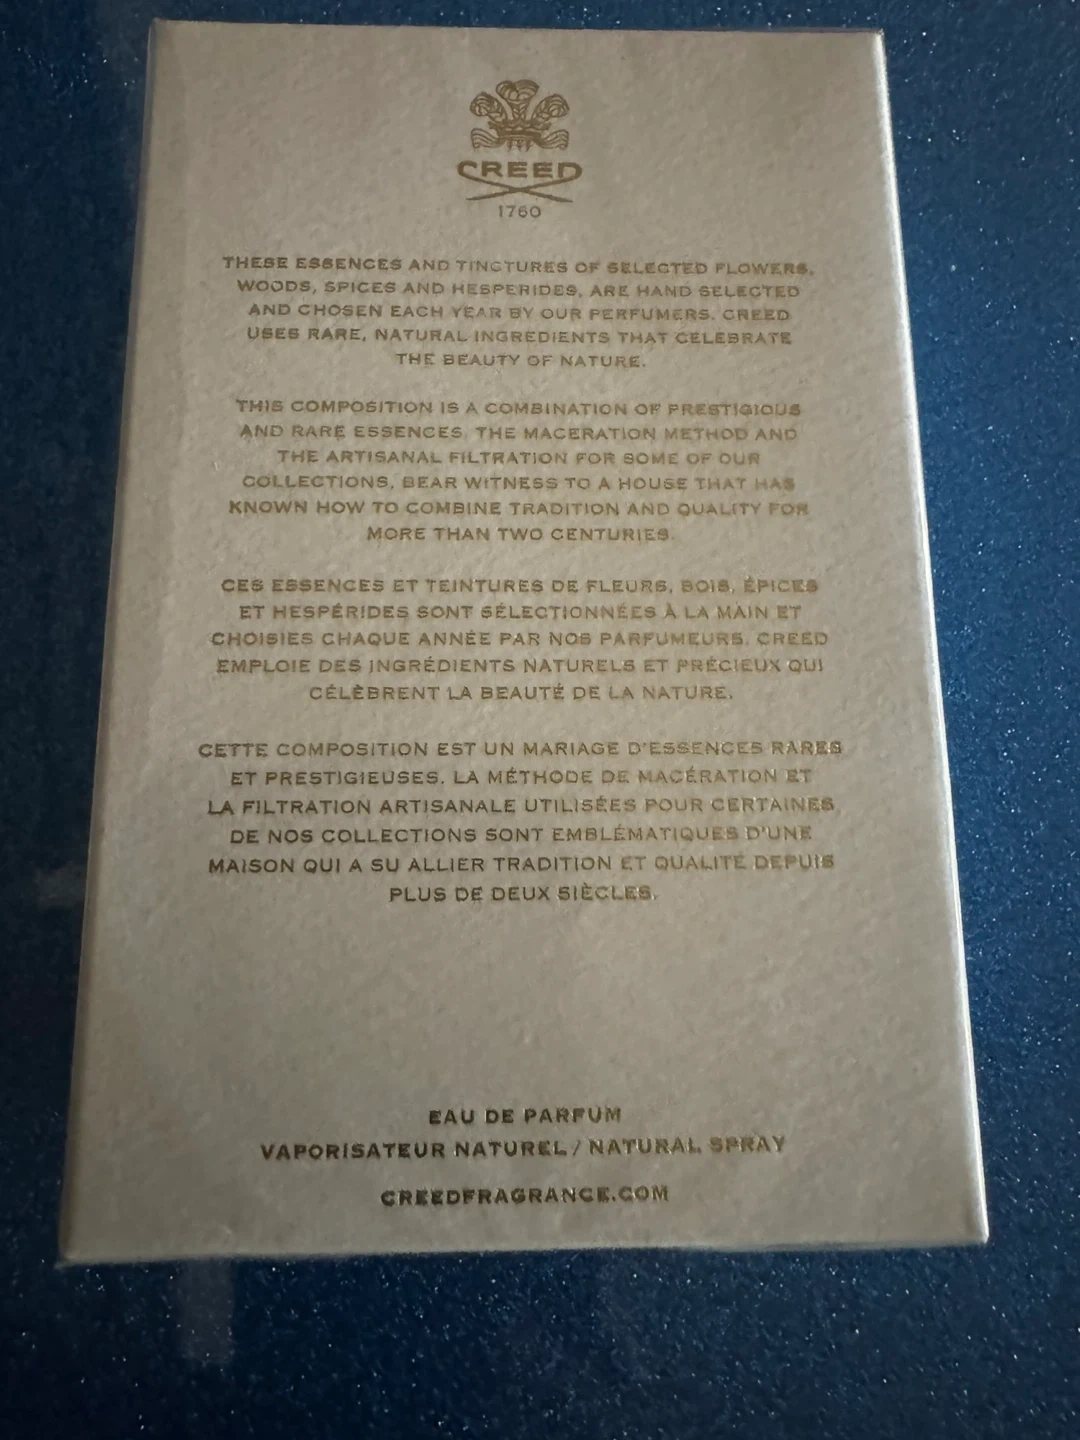 CREED
1760
THESE ESSENCES AND TINCTURES OF SELECTED FLOWERS,
WOODS, SPICES AND HESPERIDES, ARE HAND SELECTED
AND CHOSEN EACH YEAR BY OUR PERFUMERS. CREED
USES RARE, NATURAL INGREDIENTS THAT CELEBRATE
THE BEAUTY OF NATURE.
THIS COMPOSITION IS A COMBINATION OF PRESTIGIOUS
AND RARE ESSENCES. THE MACERATION METHOD AND
THE ARTISANAL FILTRATION FOR SOME OF OUR
COLLECTIONS, BEAR WITNESS TO A HOUSE THAT HAS
KNOWN HOW TO COMBINE TRADITION AND QUALITY FOR
MORE THAN TWO CENTURIES.
CES ESSENCES ET TEINTURES DE FLEURS, BOIS, ÉPICES
ET HESPÉRIDES SONT SÉLECTIONNÉES À LA MAIN ET
CHOISIES CHAQUE ANNÉE PAR NOS PARFUMEURS. CREED
EMPLOIE DES INGRÉDIENTS NATURELS ET PRÉCIEUX QUI
CÉLÈBRENT LA BEAUTÉ DE LA NATURE.
CETTE COMPOSITION EST UN MARIAGE D'ESSENCES RARES
ET PRESTIGIEUSES. LA MÉTHODE DE MACÉRATION ET
LA FILTRATION ARTISANALE UTILISÉES POUR CERTAINES
DE NOS COLLECTIONS SONT EMBLÉMATIQUES D'UNE
MAISON QUI A SU ALLIER TRADITION ET QUALITÉ DEPUIS
PLUS DE DEUX SIÈCLES.
EAU DE PARFUM
VAPORISATEUR NATUREL / NATURAL SPRAY
CREEDFRAGRANCE.COM